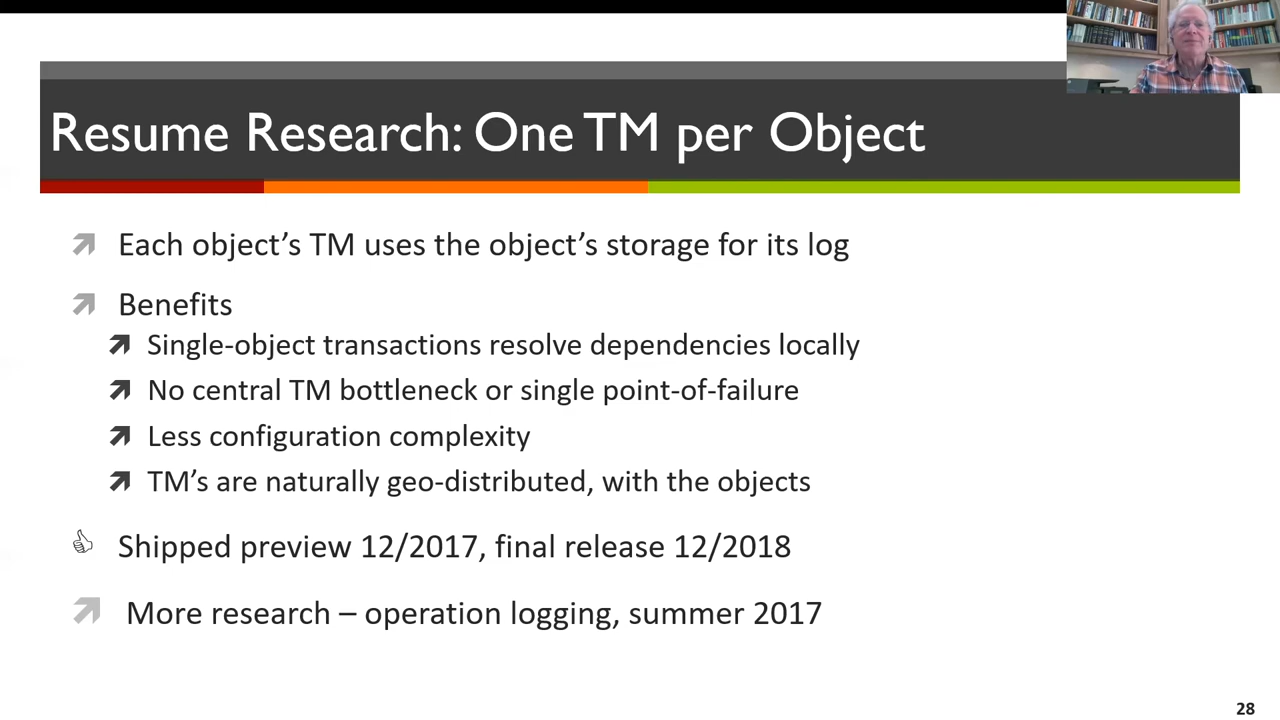 Resume Research: One TM per Object
Each object's TM uses the object's storage for its log
Benefits
Single-object transactions resolve dependencies locally
No central TM bottleneck or single point-of-failure
Less configuration complexity
TM's are naturally geo-distributed, with the objects
Shipped preview 12/2017, final release 12/2018
More research – operation logging, summer 2017
28